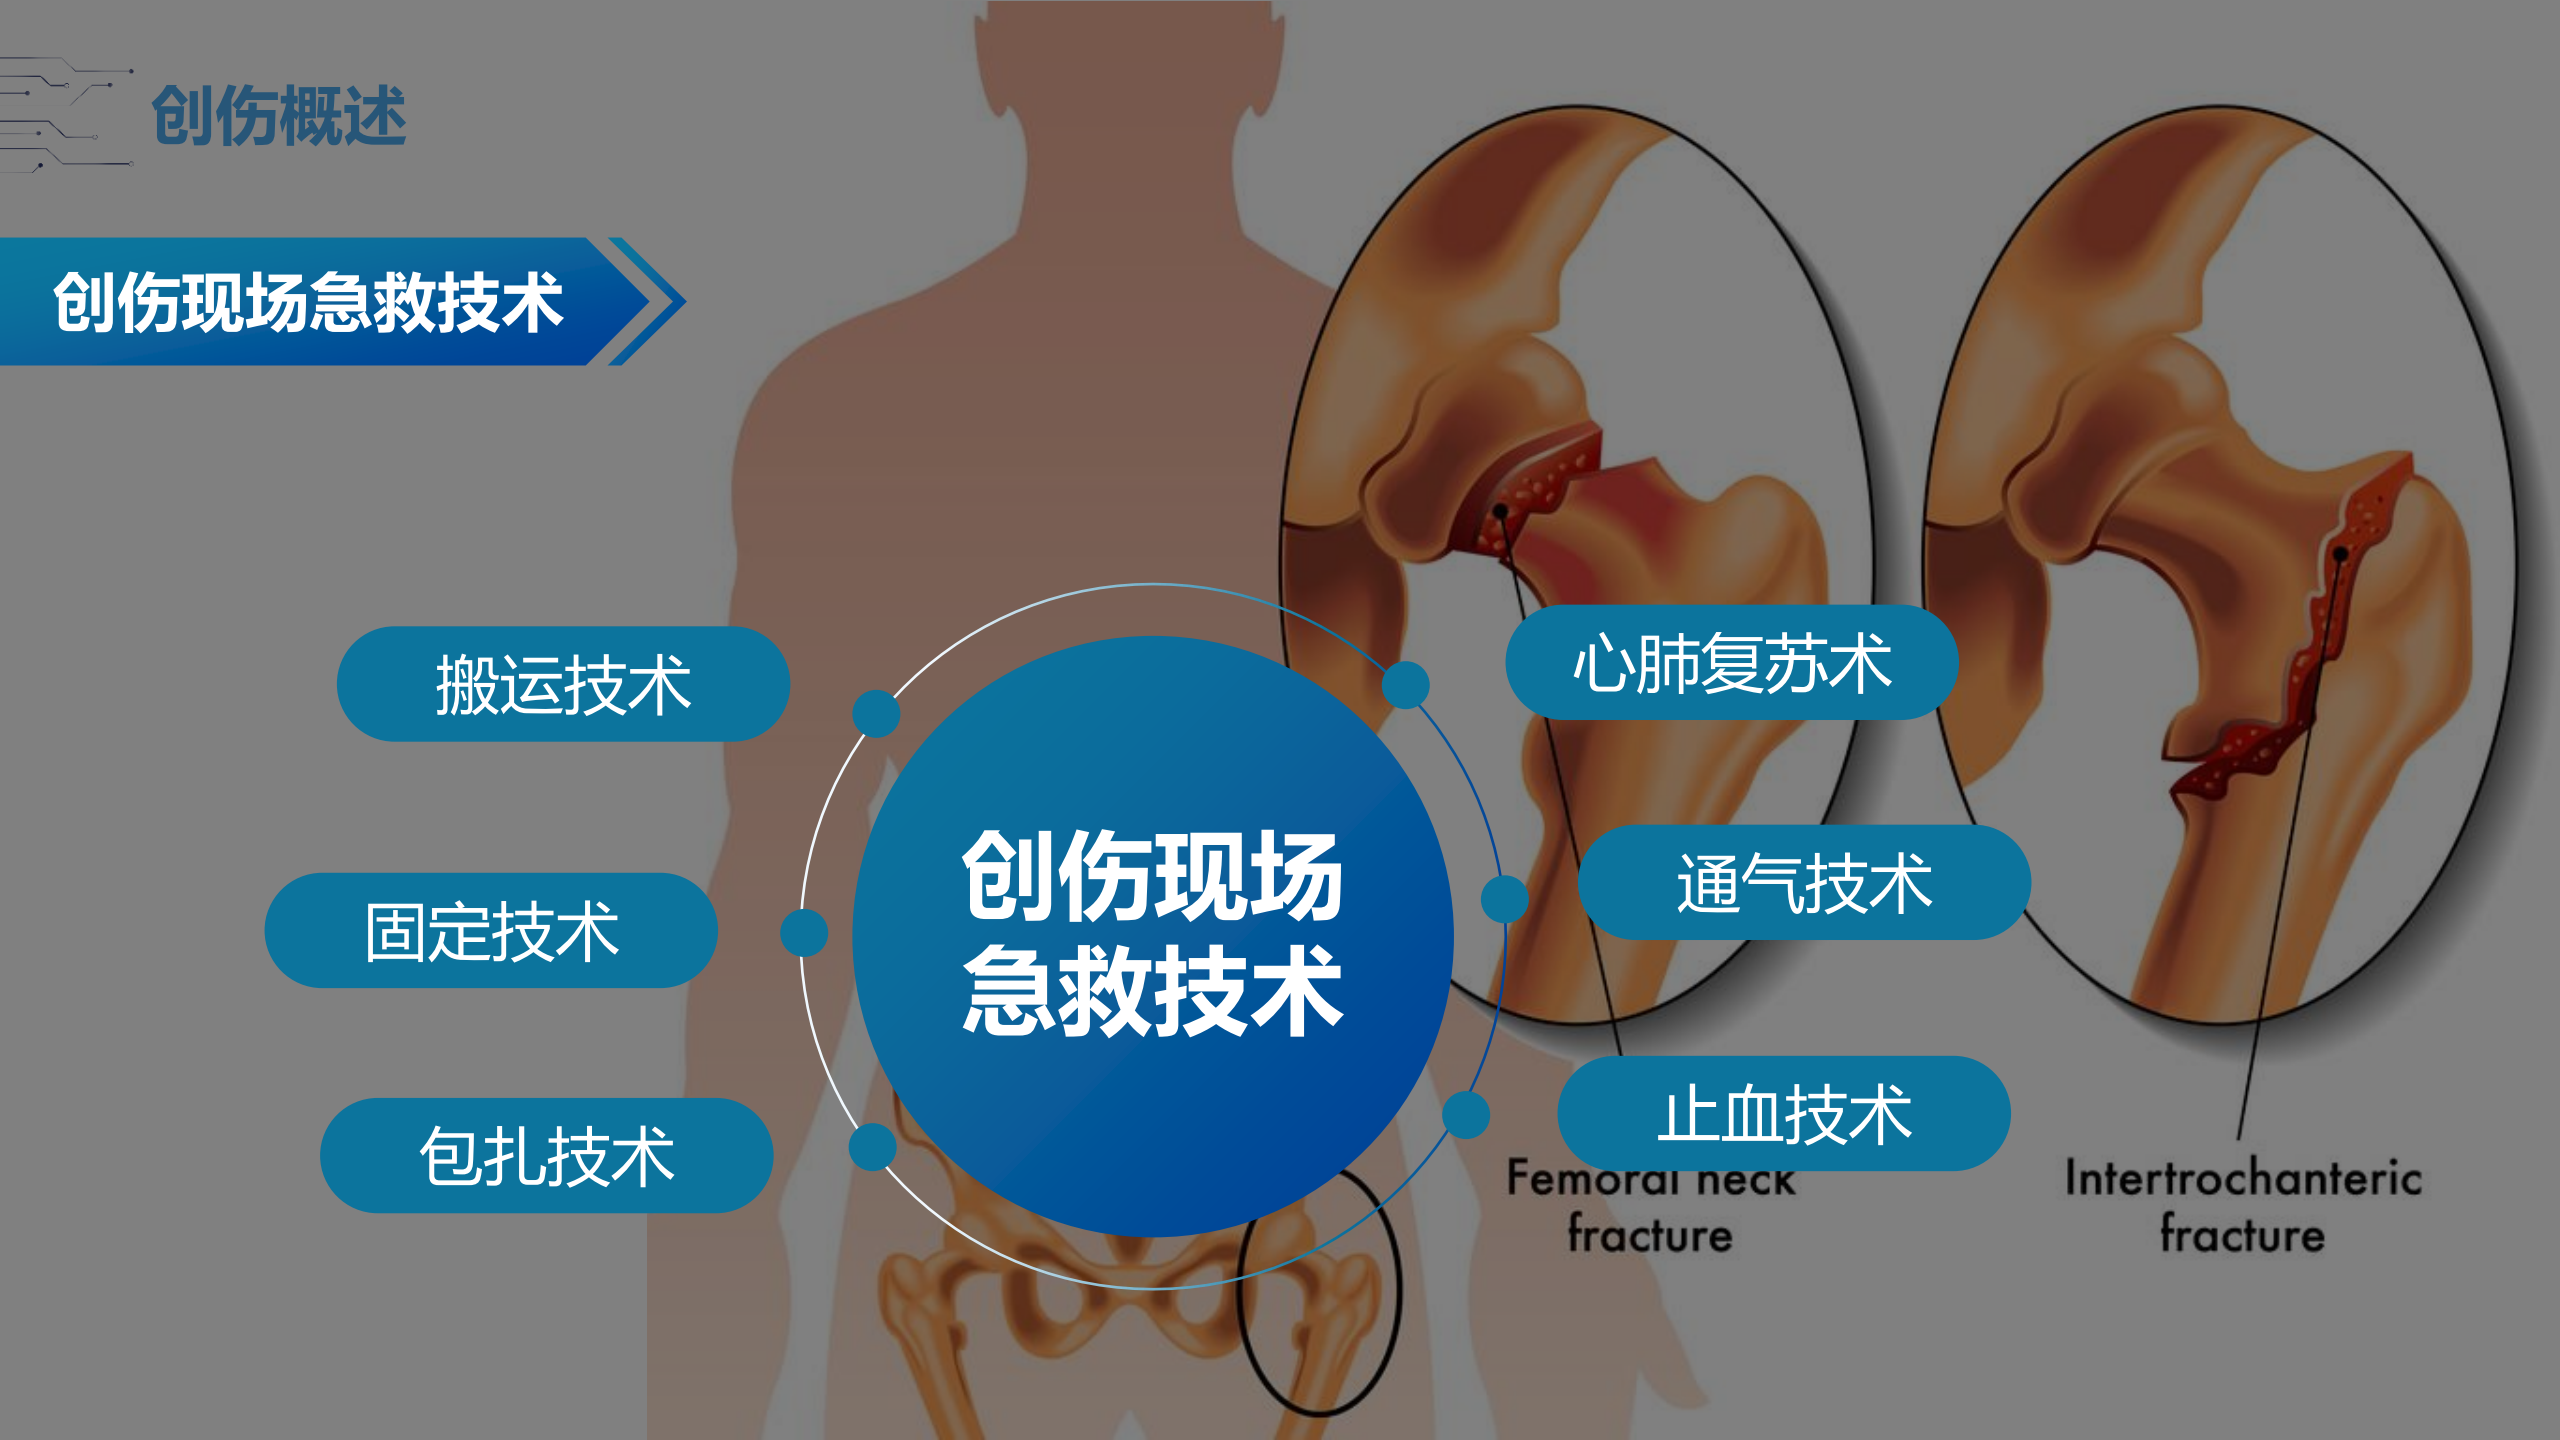 创伤概述
创伤现场急救技术
搬运技术
固定技术
包扎技术
创伤现场
急救技术
心肺复苏术
通气技术
止血技术
Femoral neck
fracture
Intertrochanteric
fracture